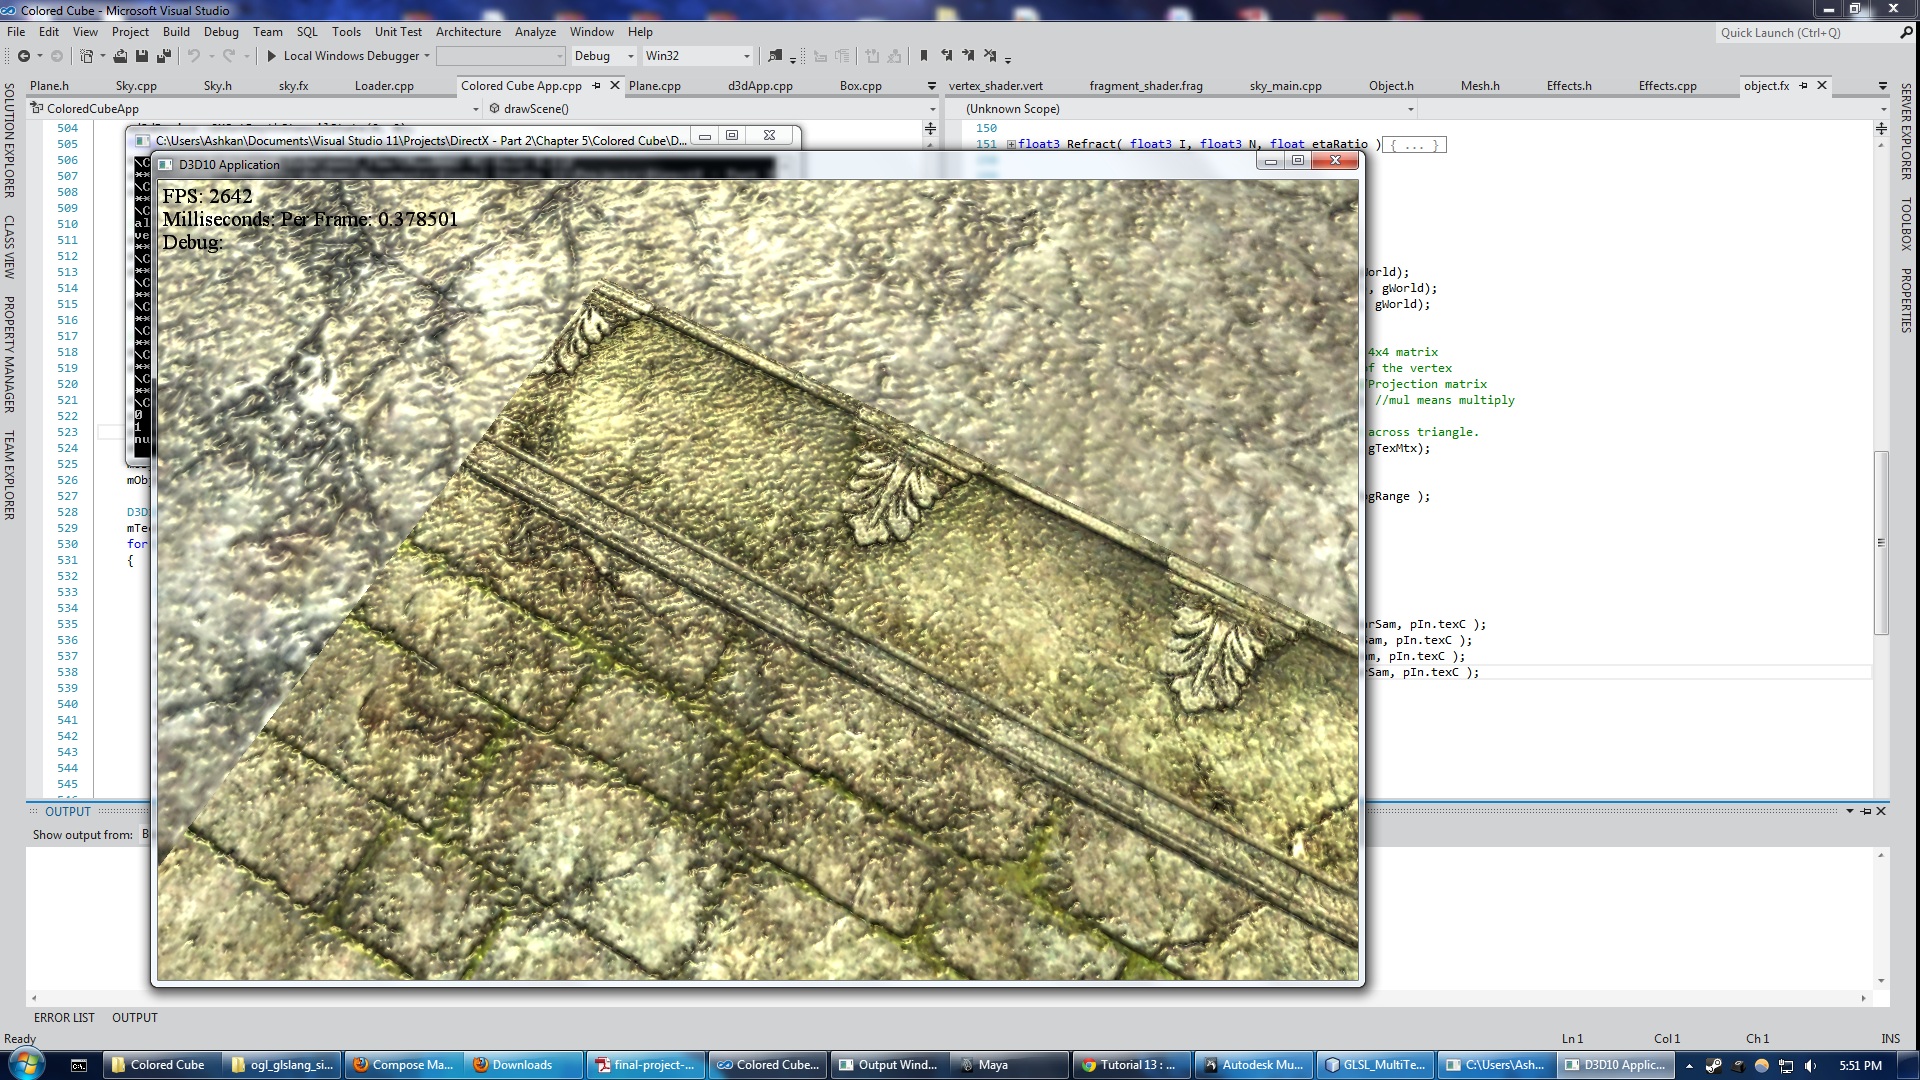 Colored Cube - Microsoft Visual Studio
File Edit View Project Build Debug Team SQL Tools Unit Test Architecture Analyze Window Help
Quick Launch (Ctrl+Q)
Local Windows Debugger Debug Win32
Plane.h Sky.cpp Sky.h sky.fx Loader.cpp Colored Cube App.cpp Plane.cpp d3dApp.cpp Box.cpp
vertex_shader.vert fragment_shader.frag sky_main.cpp Object.h Mesh.h Effects.h Effects.cpp object.fx
ColoredCubeApp drawScene()
(Unknown Scope)
SOLUTION EXPLORER
CLASS VIEW
PROPERTY MANAGER
TEAM EXPLORER
SERVER EXPLORER
TOOLBOX
PROPERTIES
504
505
506
507
508
509
510
511
512
513
514
515
516
517
518
519
520
521
522
523
524
525
526 mOb
527
528 D3D
529 mTe
530 for
531 {
532
533
534
535
536
537
538
539
540
541
542
543
544
545
C:\Users\Ashkan\Documents\Visual Studio 11\Projects\DirectX - Part 2\Chapter 5\Colored Cube\D...
D3D10 Application
FPS: 2642
Milliseconds: Per Frame: 0.378501
Debug:
150
151 float3 Refract( float3 I, float3 N, float etaRatio ) { ... }
orld);
, gWorld);
gWorld);
4x4 matrix
of the vertex
Projection matrix
//mul means multiply
across triangle.
gTexMtx);
gRange );
rSam, pIn.texC );
am, pIn.texC );
m, pIn.texC );
Sam, pIn.texC );
OUTPUT
Show output from: B
ERROR LIST OUTPUT
Ready Ln 1 Col 1 Ch 1 INS
Colored Cube ogl_glslang_si... Compose Ma... Downloads final-project-... Colored Cube... Output Wind... Maya Tutorial 13 : ... Autodesk Mu... GLSL_MultiTe... C:\Users\Ash... D3D10 Applic... 5:51 PM